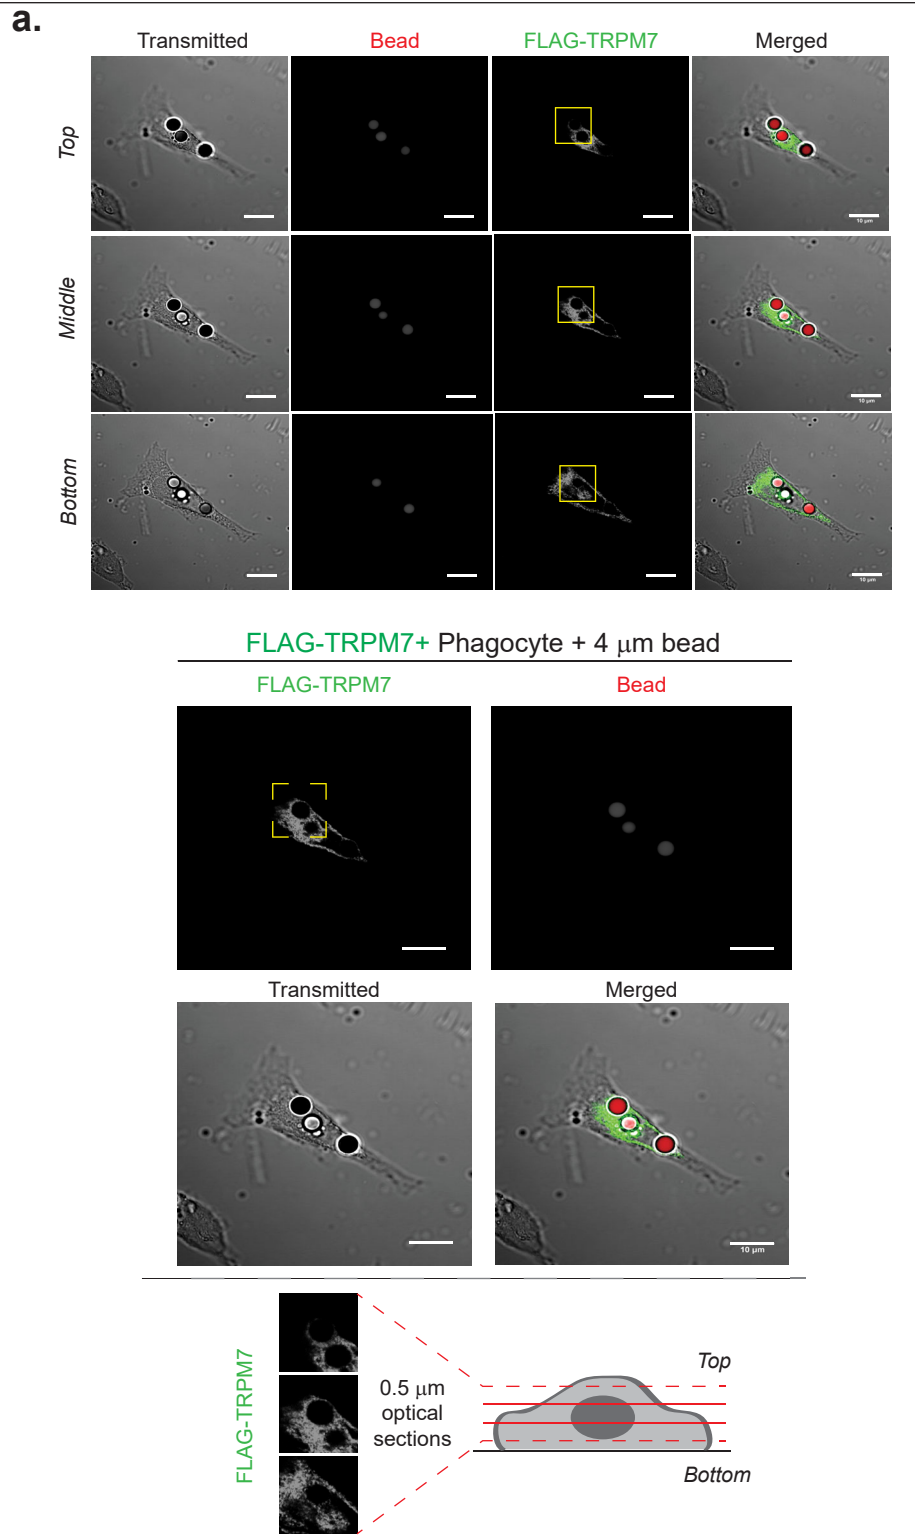 a.
Transmitted Bead FLAG-TRPM7 Merged
Top
10 µm
Middle
10 µm
Bottom
10 µm
FLAG-TRPM7+ Phagocyte + 4 µm bead
FLAG-TRPM7 Bead
Transmitted Merged
10 µm
FLAG-TRPM7
0.5 µm
optical
sections
Top
Bottom